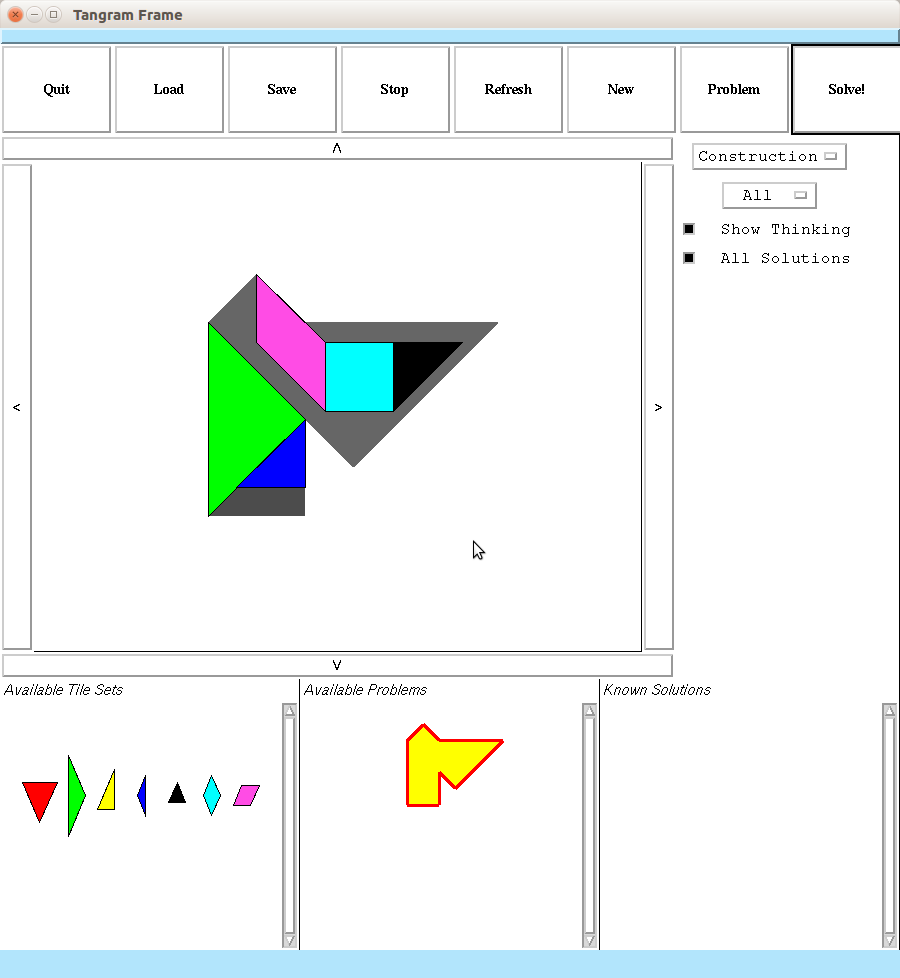 Tangram Frame
Quit Load Save Stop Refresh New Problem Solve!
Λ
Construction
All
Show Thinking
All Solutions
< >
V
Available Tile Sets Available Problems Known Solutions